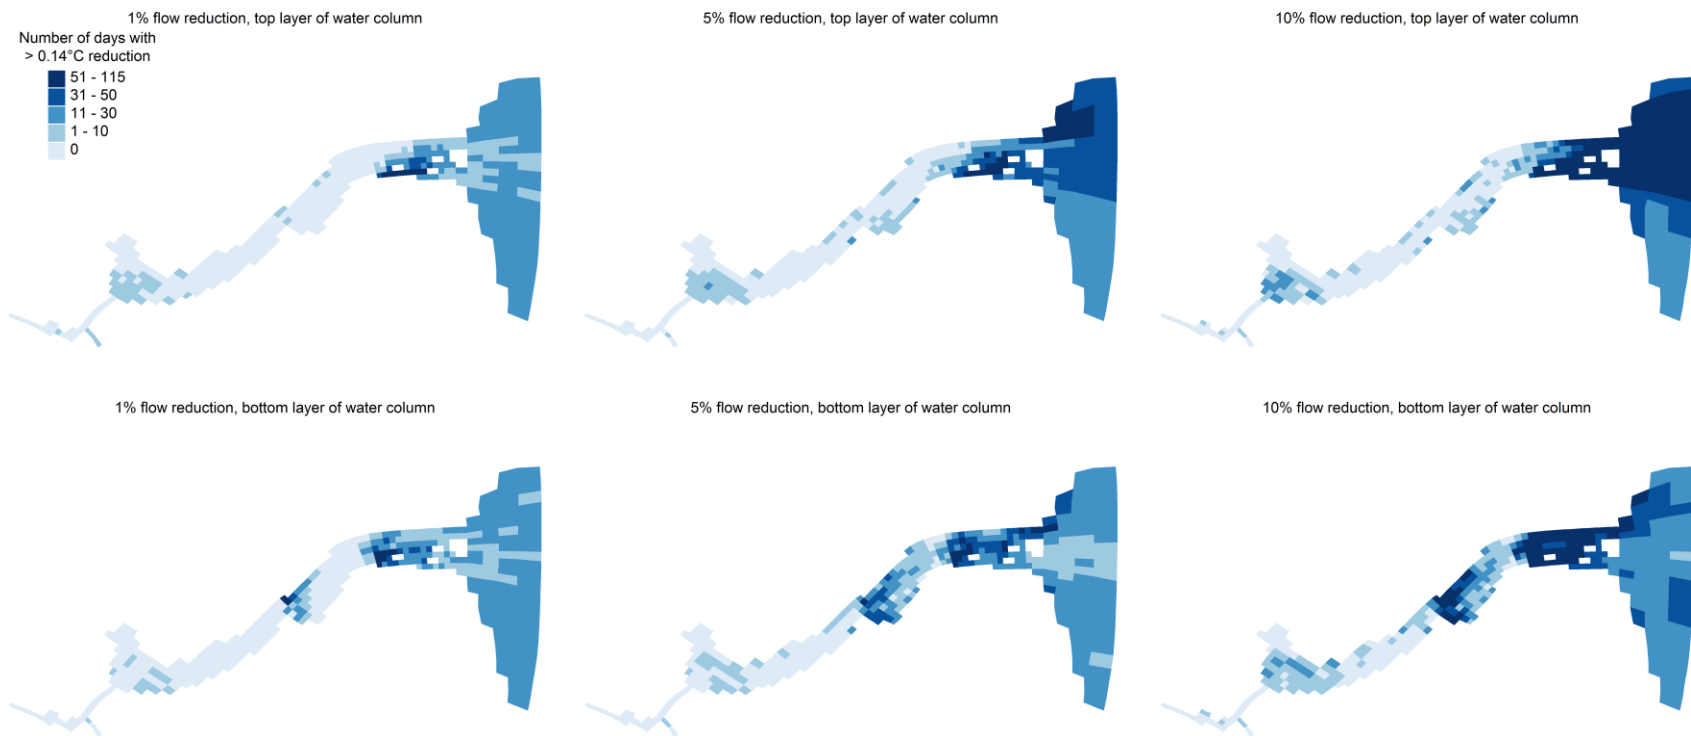 1% flow reduction, top layer of water column
5% flow reduction, top layer of water column
10% flow reduction, top layer of water column
Number of days with
> 0.14°C reduction
51 - 115
31 - 50
11 - 30
1 - 10
0
1% flow reduction, bottom layer of water column
5% flow reduction, bottom layer of water column
10% flow reduction, bottom layer of water column